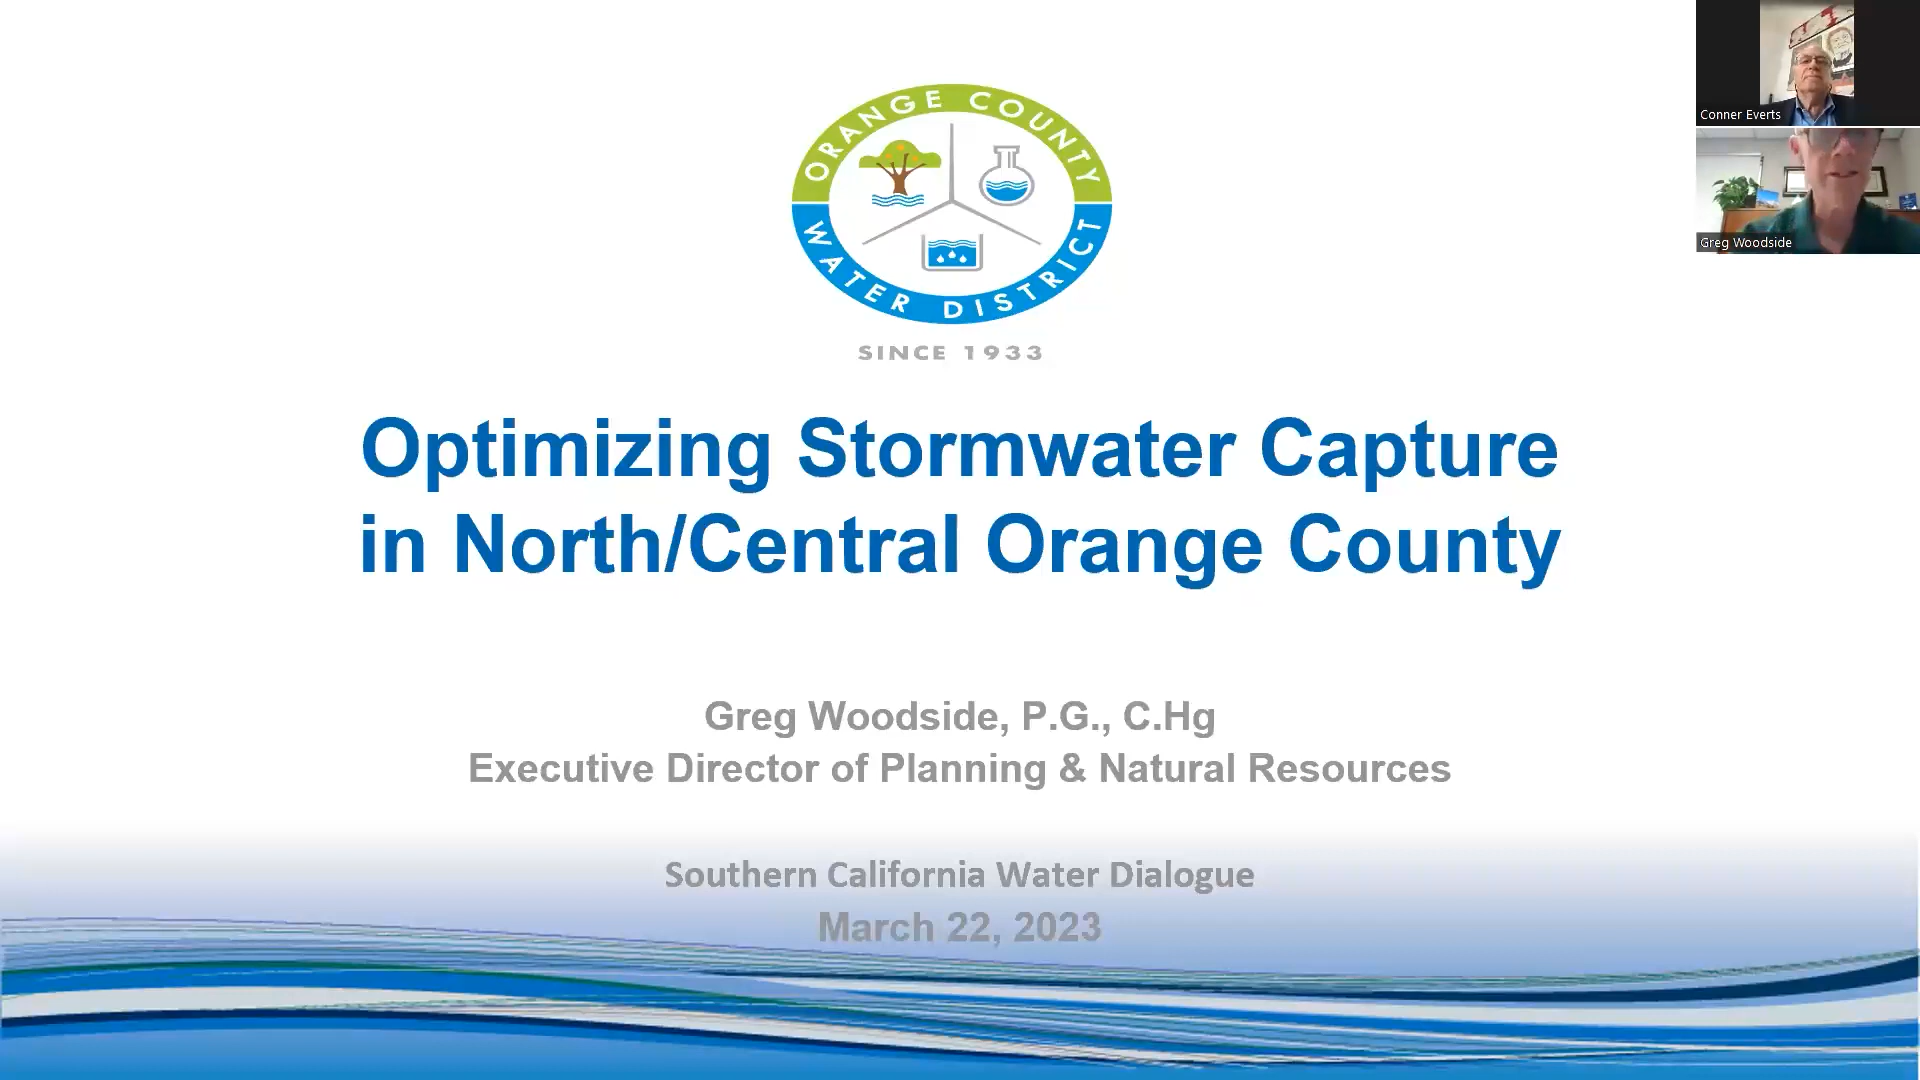 ORANGE COUNTY
WATER DISTRICT
SINCE 1933
Optimizing Stormwater Capture
in North/Central Orange County
Greg Woodside, P.G., C.Hg
Executive Director of Planning & Natural Resources
Southern California Water Dialogue
March 22, 2023
Conner Everts
Greg Woodside